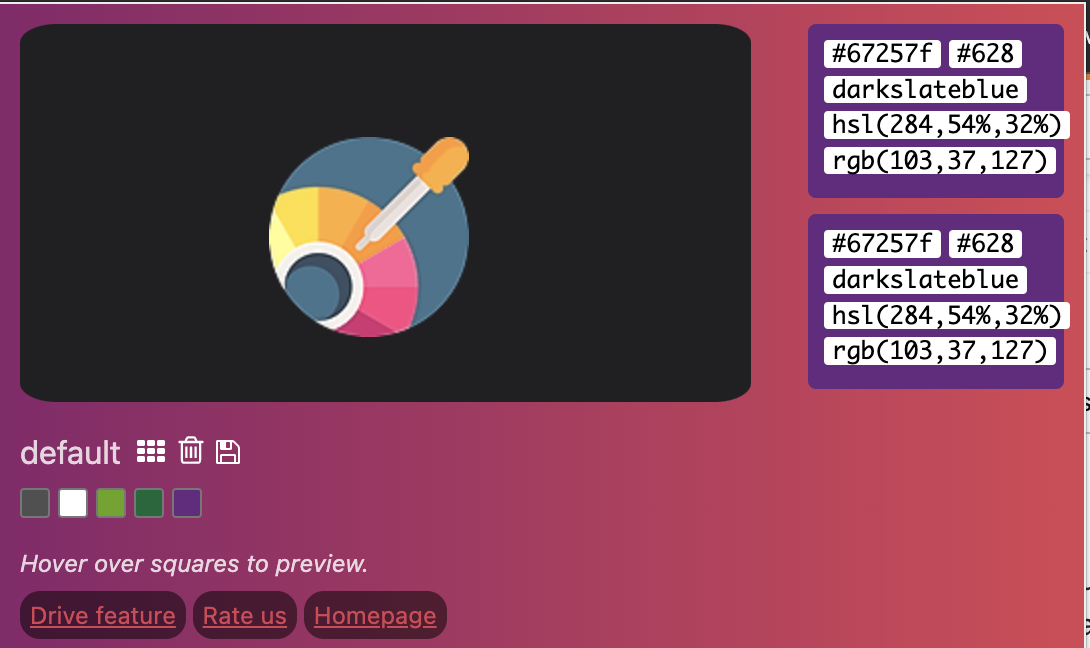 #67257f #628
darkslateblue
hsl(284,54%,32%)
rgb(103,37,127)
#67257f #628
darkslateblue
hsl(284,54%,32%)
rgb(103,37,127)
default
Hover over squares to preview.
Drive feature Rate us Homepage